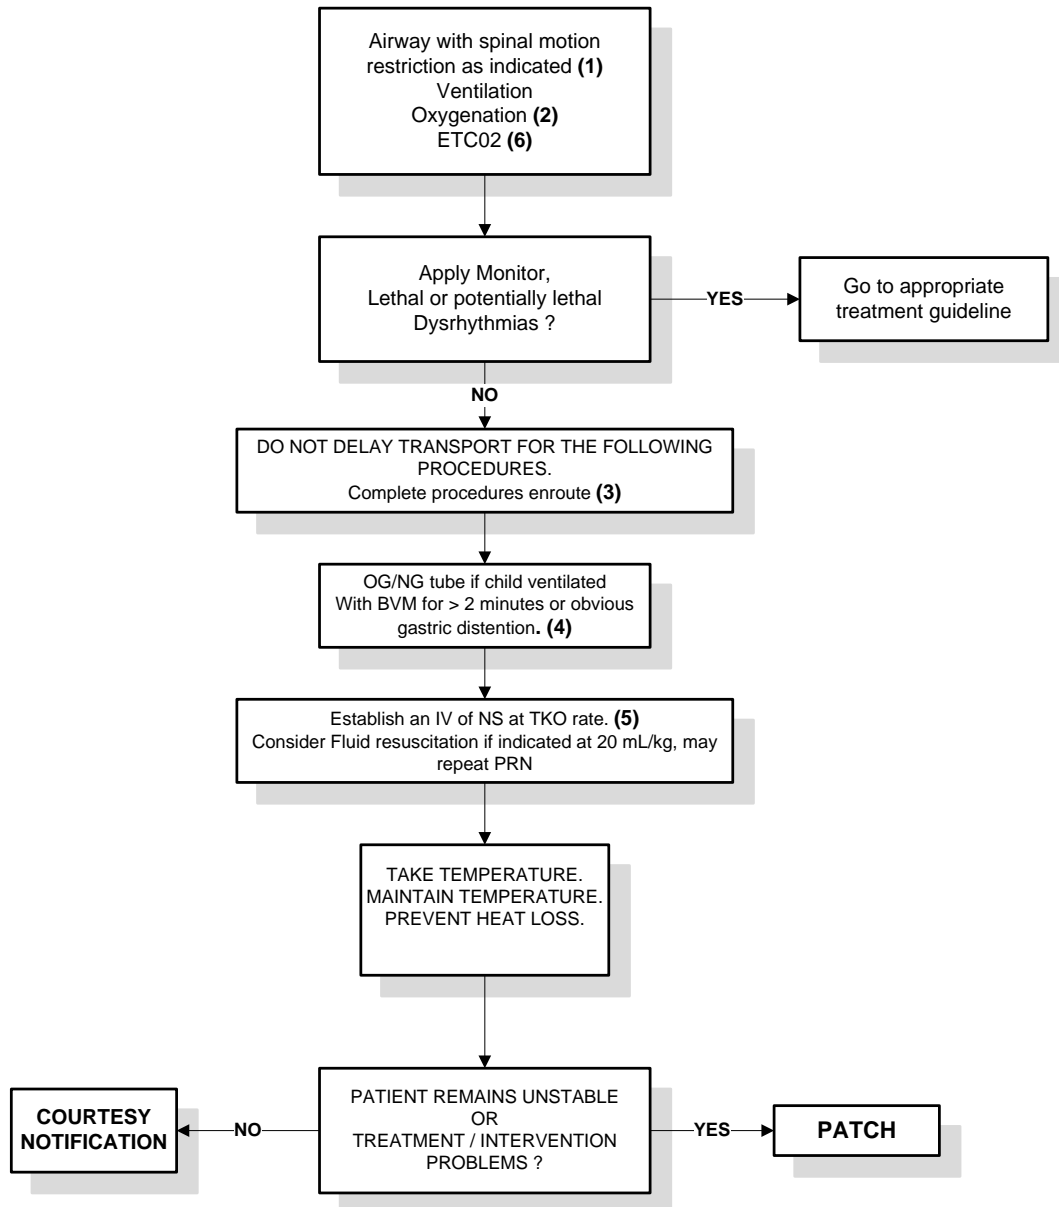 Airway with spinal motion
restriction as indicated (1)
Ventilation
Oxygenation (2)
ETC02 (6)
Apply Monitor,
Lethal or potentially lethal
Dysrhythmias ?
YES
Go to appropriate
treatment guideline
NO
DO NOT DELAY TRANSPORT FOR THE FOLLOWING
PROCEDURES.
Complete procedures enroute (3)
OG/NG tube if child ventilated
With BVM for > 2 minutes or obvious
gastric distention. (4)
Establish an IV of NS at TKO rate. (5)
Consider Fluid resuscitation if indicated at 20 mL/kg, may
repeat PRN
TAKE TEMPERATURE.
MAINTAIN TEMPERATURE.
PREVENT HEAT LOSS.
PATIENT REMAINS UNSTABLE
OR
TREATMENT / INTERVENTION
PROBLEMS ?
NO
COURTESY
NOTIFICATION
YES
PATCH